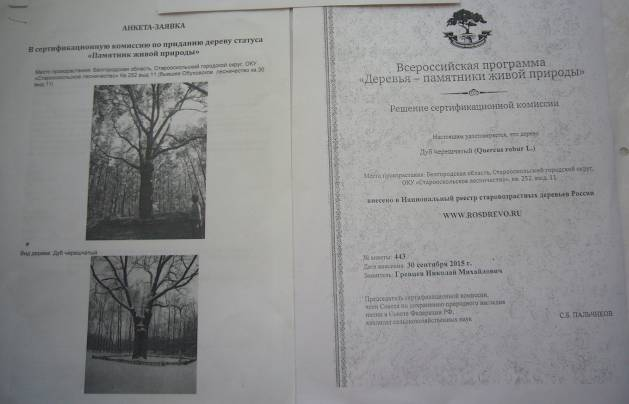 АНКЕТА-ЗАЯВКА
В сертификационную комиссию по приданию дереву статуса
«Памятник живой природы»
Место произрастания: Белгородская область, Старооскольский городской округ, ОКУ
«Старооскольское лесничество» Кв 252 выд 11 (Бывшее Обуховское лесничество кв 36
выд 11)
Вид дерева: Дуб черешчатый
Всероссийская программа
«Деревья – памятники живой природы»
Решение сертификационной комиссии
Настоящим удостоверяется, что дерево
Дуб черешчатый (Quercus robur L.)
Место произрастания: Белгородская область, Старооскольский городской округ,
ОКУ «Старооскольское лесничество», кв. 252, выд. 11
внесено в Национальный реестр старовозрастных деревьев России
WWW.ROSDREVO.RU
№ анкеты: 443
Дата внесения: 30 сентября 2015 г.
Заявитель: Гревцев Николай Михайлович
Председатель сертификационной комиссии,
член Совета по сохранению природного наследия
нации в Совете Федерации РФ,
кандидат сельскохозяйственных наук
С.Б. ПАЛЬЧИКОВ